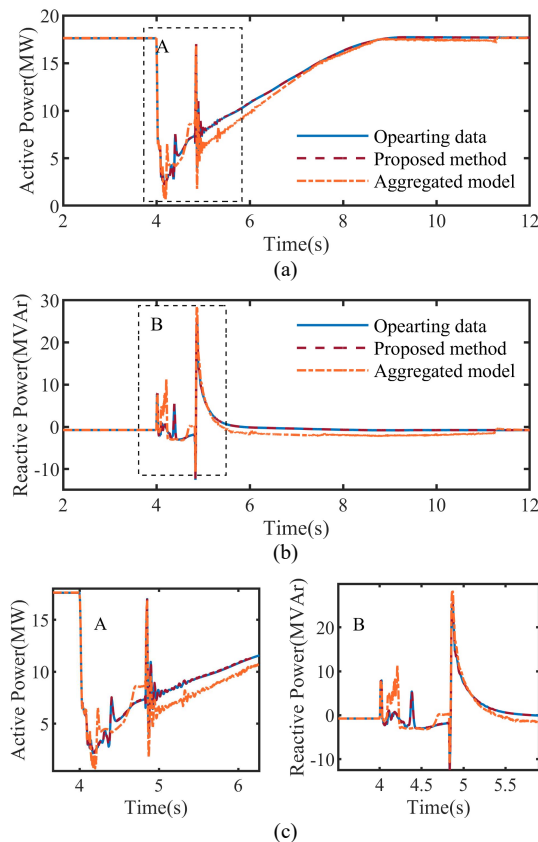 Active Power(MW)
20
15
10
5
0
A
Opearting data
Proposed method
Aggregated model
2
4
6
8
10
12
Time(s)
(a)
Reactive Power(MVAr)
30
20
10
0
-10
B
Opearting data
Proposed method
Aggregated model
2
4
6
8
10
12
Time(s)
(b)
Active Power(MW)
15
10
5
A
4
5
6
Time(s)
Reactive Power(MVAr)
20
10
0
-10
B
4
4.5
5
5.5
Time(s)
(c)